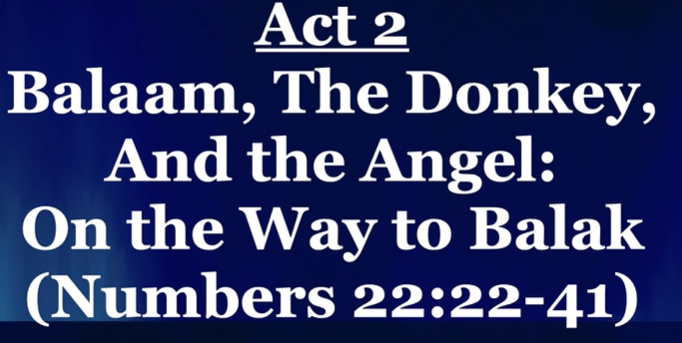 Act 2
Balaam, The Donkey,
And the Angel:
On the Way to Balak
(Numbers 22:22-41)